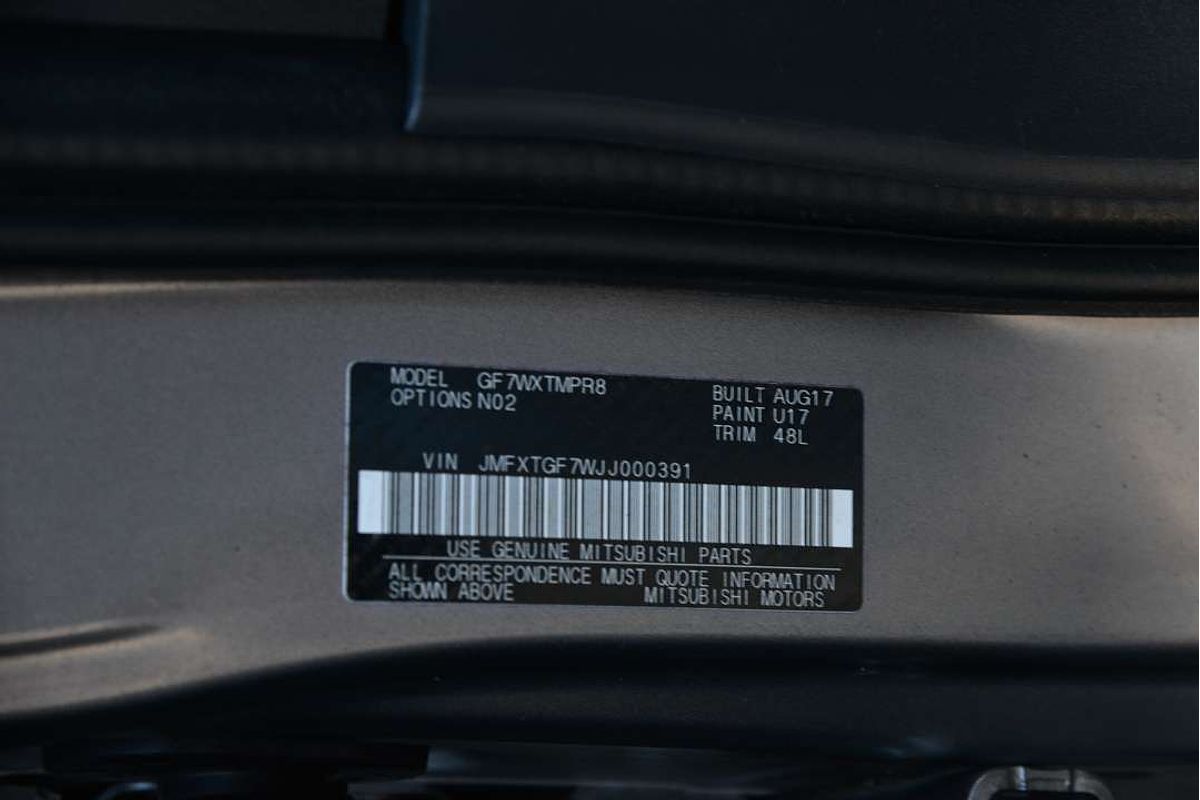 MODEL GF7WXTMPR8 BUILT AUG17
OPTIONS N02 PAINT U17
TRIM 48L
VIN JMFXTGF7WJJ000391
USE GENUINE MITSUBISHI PARTS
ALL CORRESPONDENCE MUST QUOTE INFORMATION
SHOWN ABOVE MITSUBISHI MOTORS